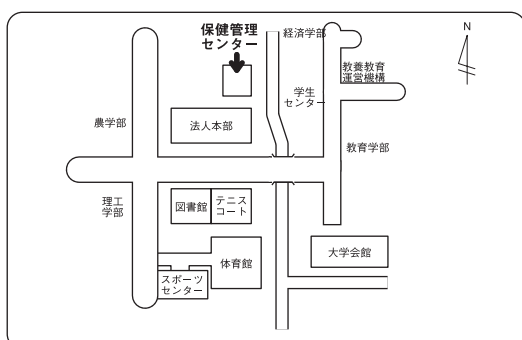 保健管理
センター
経済学部
N
教養教育
運営機構
学生
センター
農学部
法人本部
教育学部
理工
学部
図書館
テニス
コート
体育館
大学会館
スポーツ
センター